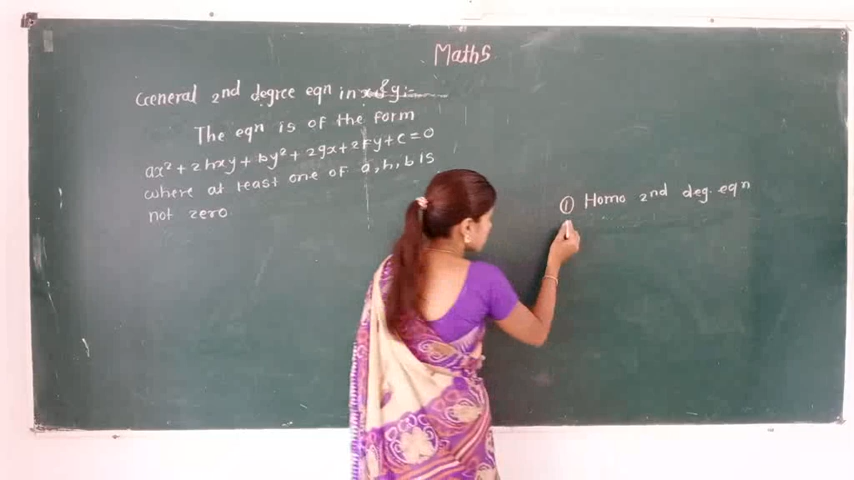 Maths
General 2nd degree eqn in x & y :-
The eqn is of the form
ax² + 2hxy + by² + 2gx + 2fy + c = 0
where at least one of a, h, b is
not zero
① Homo 2nd deg. eqn